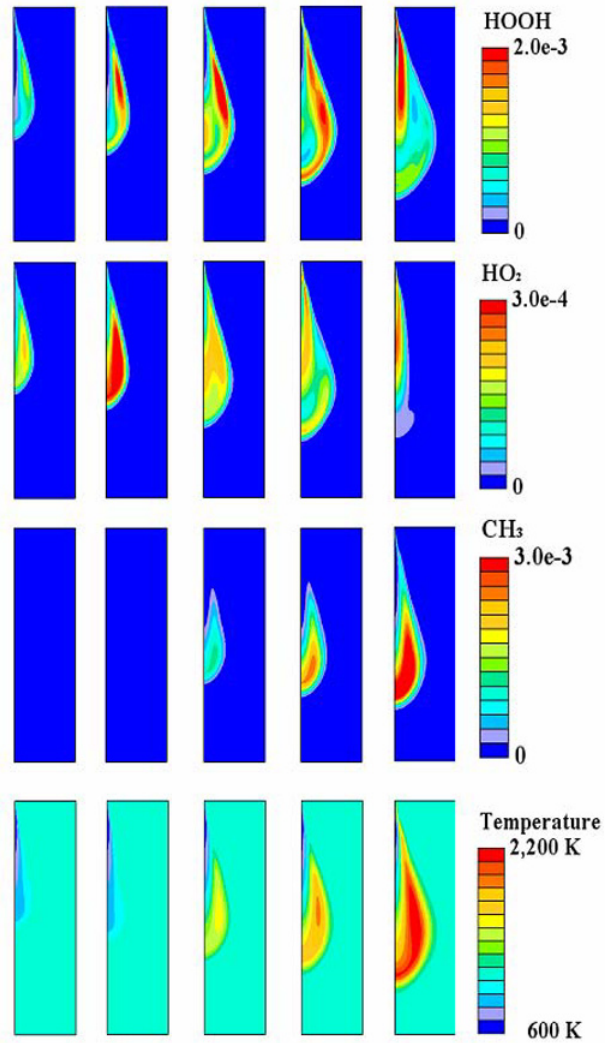 HOOH
2.0e-3
0
HO₂
3.0e-4
0
CH₃
3.0e-3
0
Temperature
2,200 K
600 K